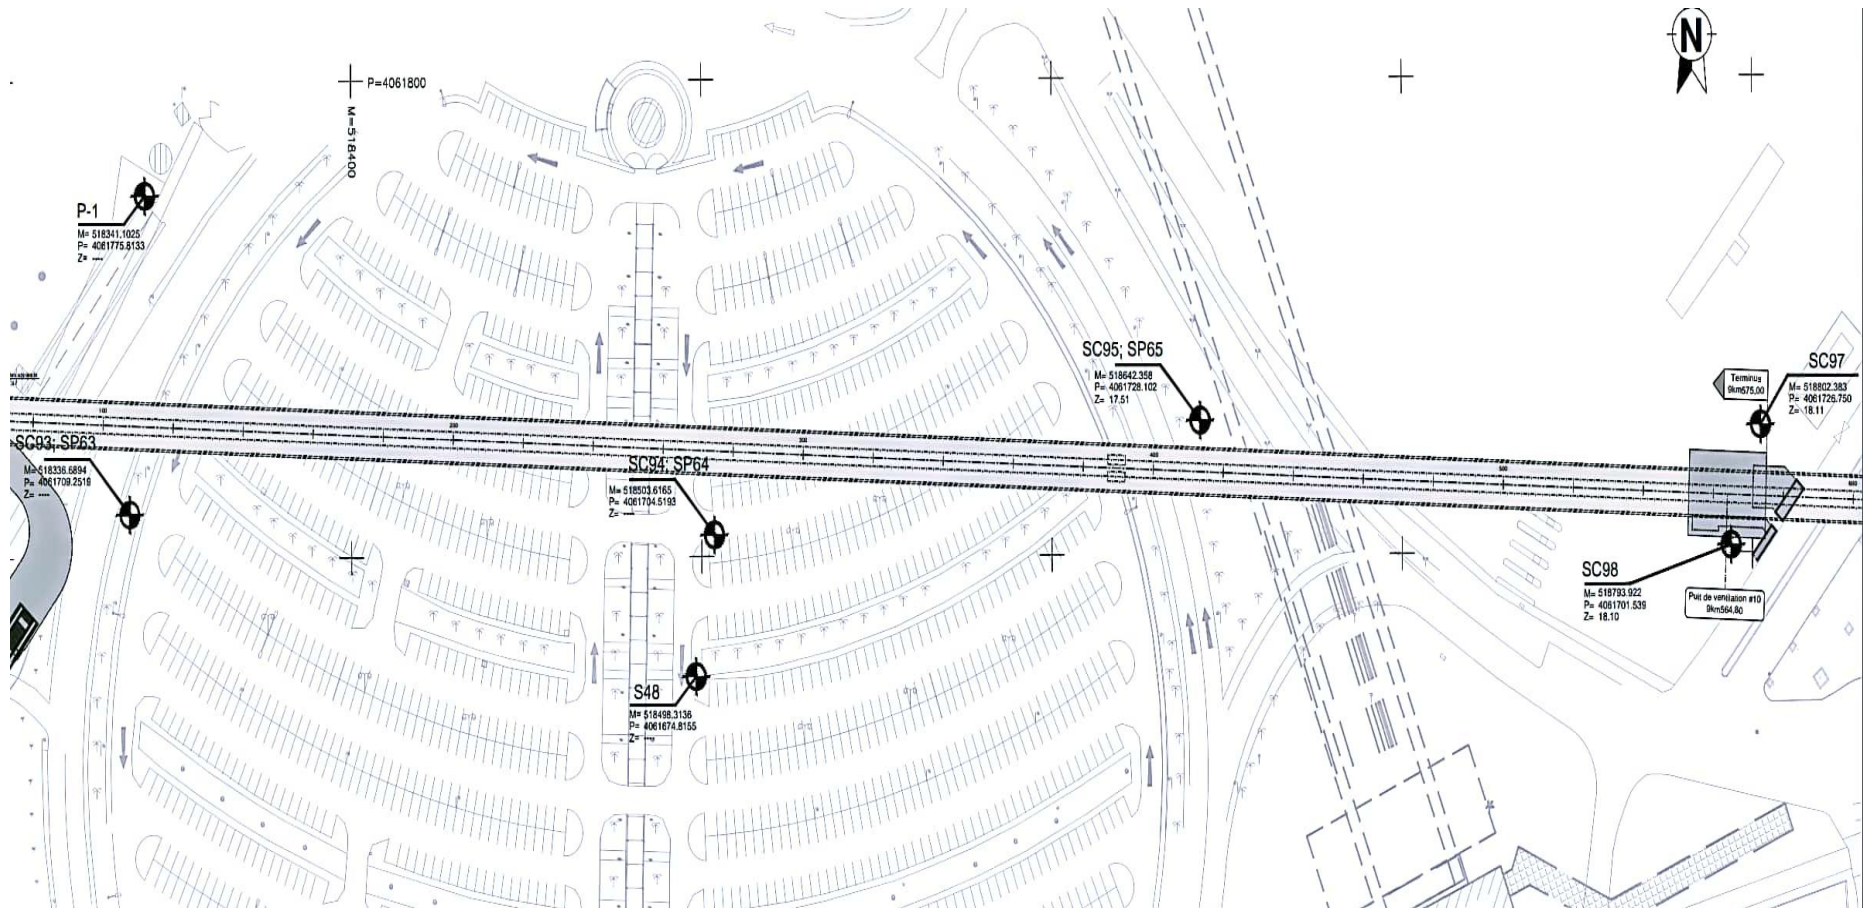 N
P=4061800
M=518400
P-1
M= 518341.1025
P= 4061775.6133
Z= ----
SC95; SP65
M= 518642.358
P= 4061728.102
Z= 17.51
SC97
M= 518802.383
P= 4061726.750
Z= 18.11
Terminus
9km575,00
100
200
300
400
500
600
SC93; SP63
M= 518336.6894
P= 4061709.2519
Z= ----
SC94; SP64
M= 518503.6165
P= 4061704.5193
Z= ----
SC98
M= 518793.922
P= 4061701.539
Z= 18.10
Puit de ventilation #10
9km564,80
S48
M= 518498.3136
P= 4061674.8155
Z= ----